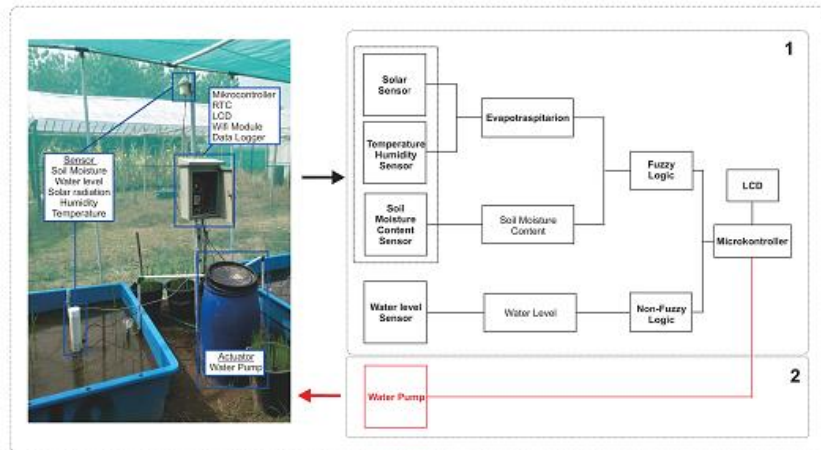 Mikrocontroller
RTC
LCD
Wifi Module
Data Logger
Sensor
Soil Moisture
Water level
Solar radiation
Humidity
Temperature
Actuator
Water Pump
1
Solar
Sensor
Temperature
Humidity
Sensor
Soil
Moisture
Content
Sensor
Evapotraspitarion
Soil Moisture
Content
Fuzzy
Logic
LCD
Microkontroller
Water level
Sensor
Water Level
Non-Fuzzy
Logic
2
Water Pump